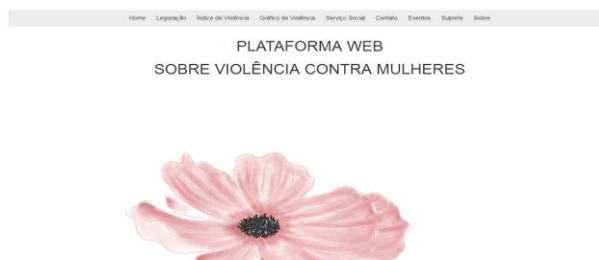 Home Legislação Índice de Violência Gráfico de Violência Serviço Social Contato Eventos Suporte Sobre
PLATAFORMA WEB
SOBRE VIOLÊNCIA CONTRA MULHERES